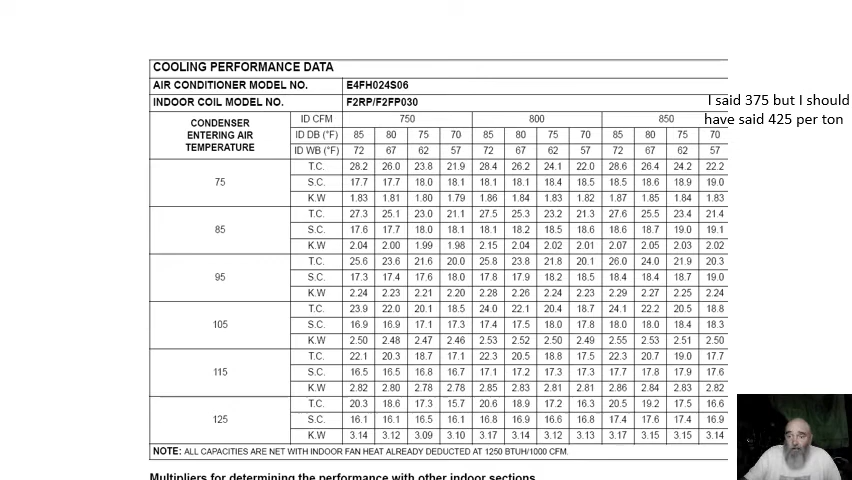 COOLING PERFORMANCE DATA
AIR CONDITIONER MODEL NO. E4FH024S06
INDOOR COIL MODEL NO. F2RP/F2FP030
I said 375 but I should
have said 425 per ton
CONDENSER ENTERING AIR TEMPERATURE ID CFM 750 800 850
ID DB (°F) 85 80 75 70 85 80 75 70 85 80 75 70
ID WB (°F) 72 67 62 57 72 67 62 57 72 67 62 57
T.C. 28.2 26.0 23.8 21.9 28.4 26.2 24.1 22.0 28.6 26.4 24.2 22.2
75 S.C. 17.7 17.7 18.0 18.1 18.1 18.1 18.4 18.5 18.5 18.6 18.9 19.0
K.W 1.83 1.81 1.80 1.79 1.86 1.84 1.83 1.82 1.87 1.85 1.84 1.83
T.C. 27.3 25.1 23.0 21.1 27.5 25.3 23.2 21.3 27.6 25.5 23.4 21.4
85 S.C. 17.6 17.7 18.0 18.1 18.1 18.2 18.5 18.6 18.6 18.7 19.0 19.1
K.W 2.04 2.00 1.99 1.98 2.15 2.04 2.02 2.01 2.07 2.05 2.03 2.02
T.C. 25.6 23.6 21.6 20.0 25.8 23.8 21.8 20.1 26.0 24.0 21.9 20.3
95 S.C. 17.3 17.4 17.6 18.0 17.8 17.9 18.2 18.5 18.4 18.4 18.7 19.0
K.W 2.24 2.23 2.21 2.20 2.28 2.26 2.24 2.23 2.29 2.27 2.25 2.24
T.C. 23.9 22.0 20.1 18.5 24.0 22.1 20.4 18.7 24.1 22.2 20.5 18.8
105 S.C. 16.9 16.9 17.1 17.3 17.4 17.5 18.0 17.8 18.0 18.0 18.4 18.3
K.W 2.50 2.48 2.47 2.46 2.53 2.52 2.50 2.49 2.55 2.53 2.51 2.50
T.C. 22.1 20.3 18.7 17.1 22.3 20.5 18.8 17.5 22.3 20.7 19.0 17.7
115 S.C. 16.5 16.5 16.8 16.7 17.1 17.2 17.3 17.3 17.7 17.8 17.9 17.6
K.W 2.82 2.80 2.78 2.78 2.85 2.83 2.81 2.81 2.86 2.84 2.83 2.82
T.C. 20.3 18.6 17.3 15.7 20.6 18.9 17.2 16.3 20.5 19.2 17.5 16.6
125 S.C. 16.1 16.1 16.5 16.1 16.8 16.9 16.6 16.8 17.4 17.6 17.4 16.9
K.W 3.14 3.12 3.09 3.10 3.17 3.14 3.12 3.13 3.17 3.15 3.15 3.14
NOTE: ALL CAPACITIES ARE NET WITH INDOOR FAN HEAT ALREADY DEDUCTED AT 1250 BTUH/1000 CFM.
Multipliers for determining the performance with other indoor sections